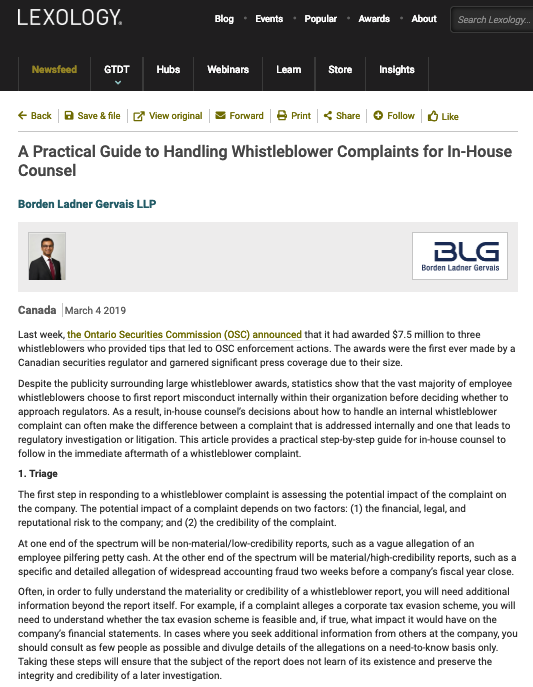 LEXOLOGY.
Blog • Events • Popular • Awards • About
Search Lexology...
Newsfeed GTDT Hubs Webinars Learn Store Insights
Back Save & file View original Forward Print Share Follow Like
A Practical Guide to Handling Whistleblower Complaints for In-House
Counsel
Borden Ladner Gervais LLP
BLG
Borden Ladner Gervais
Canada | March 4 2019
Last week, the Ontario Securities Commission (OSC) announced that it had awarded $7.5 million to three
whistleblowers who provided tips that led to OSC enforcement actions. The awards were the first ever made by a
Canadian securities regulator and garnered significant press coverage due to their size.
Despite the publicity surrounding large whistleblower awards, statistics show that the vast majority of employee
whistleblowers choose to first report misconduct internally within their organization before deciding whether to
approach regulators. As a result, in-house counsel's decisions about how to handle an internal whistleblower
complaint can often make the difference between a complaint that is addressed internally and one that leads to
regulatory investigation or litigation. This article provides a practical step-by-step guide for in-house counsel to
follow in the immediate aftermath of a whistleblower complaint.
1. Triage
The first step in responding to a whistleblower complaint is assessing the potential impact of the complaint on
the company. The potential impact of a complaint depends on two factors: (1) the financial, legal, and
reputational risk to the company; and (2) the credibility of the complaint.
At one end of the spectrum will be non-material/low-credibility reports, such as a vague allegation of an
employee pilfering petty cash. At the other end of the spectrum will be material/high-credibility reports, such as a
specific and detailed allegation of widespread accounting fraud two weeks before a company's fiscal year close.
Often, in order to fully understand the materiality or credibility of a whistleblower report, you will need additional
information beyond the report itself. For example, if a complaint alleges a corporate tax evasion scheme, you will
need to understand whether the tax evasion scheme is feasible and, if true, what impact it would have on the
company's financial statements. In cases where you seek additional information from others at the company, you
should consult as few people as possible and divulge details of the allegations on a need-to-know basis only.
Taking these steps will ensure that the subject of the report does not learn of its existence and preserve the
integrity and credibility of a later investigation.